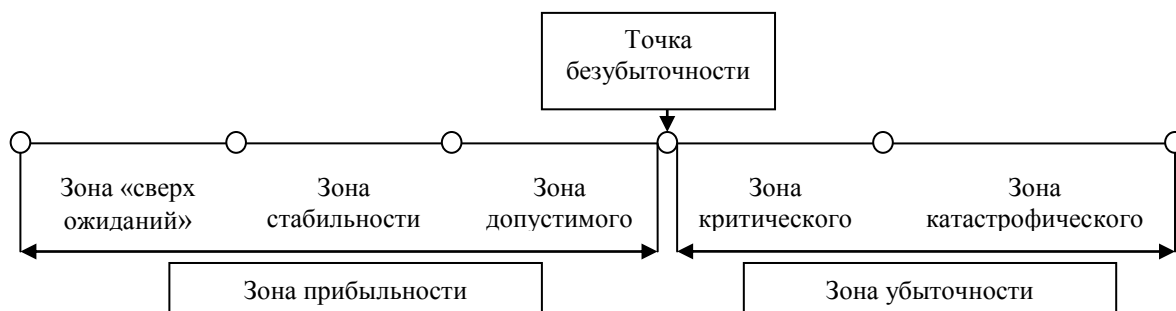 Точка
безубыточности
Зона «сверх
ожиданий»
Зона
стабильности
Зона
допустимого
Зона
критического
Зона
катастрофического
Зона прибыльности
Зона убыточности